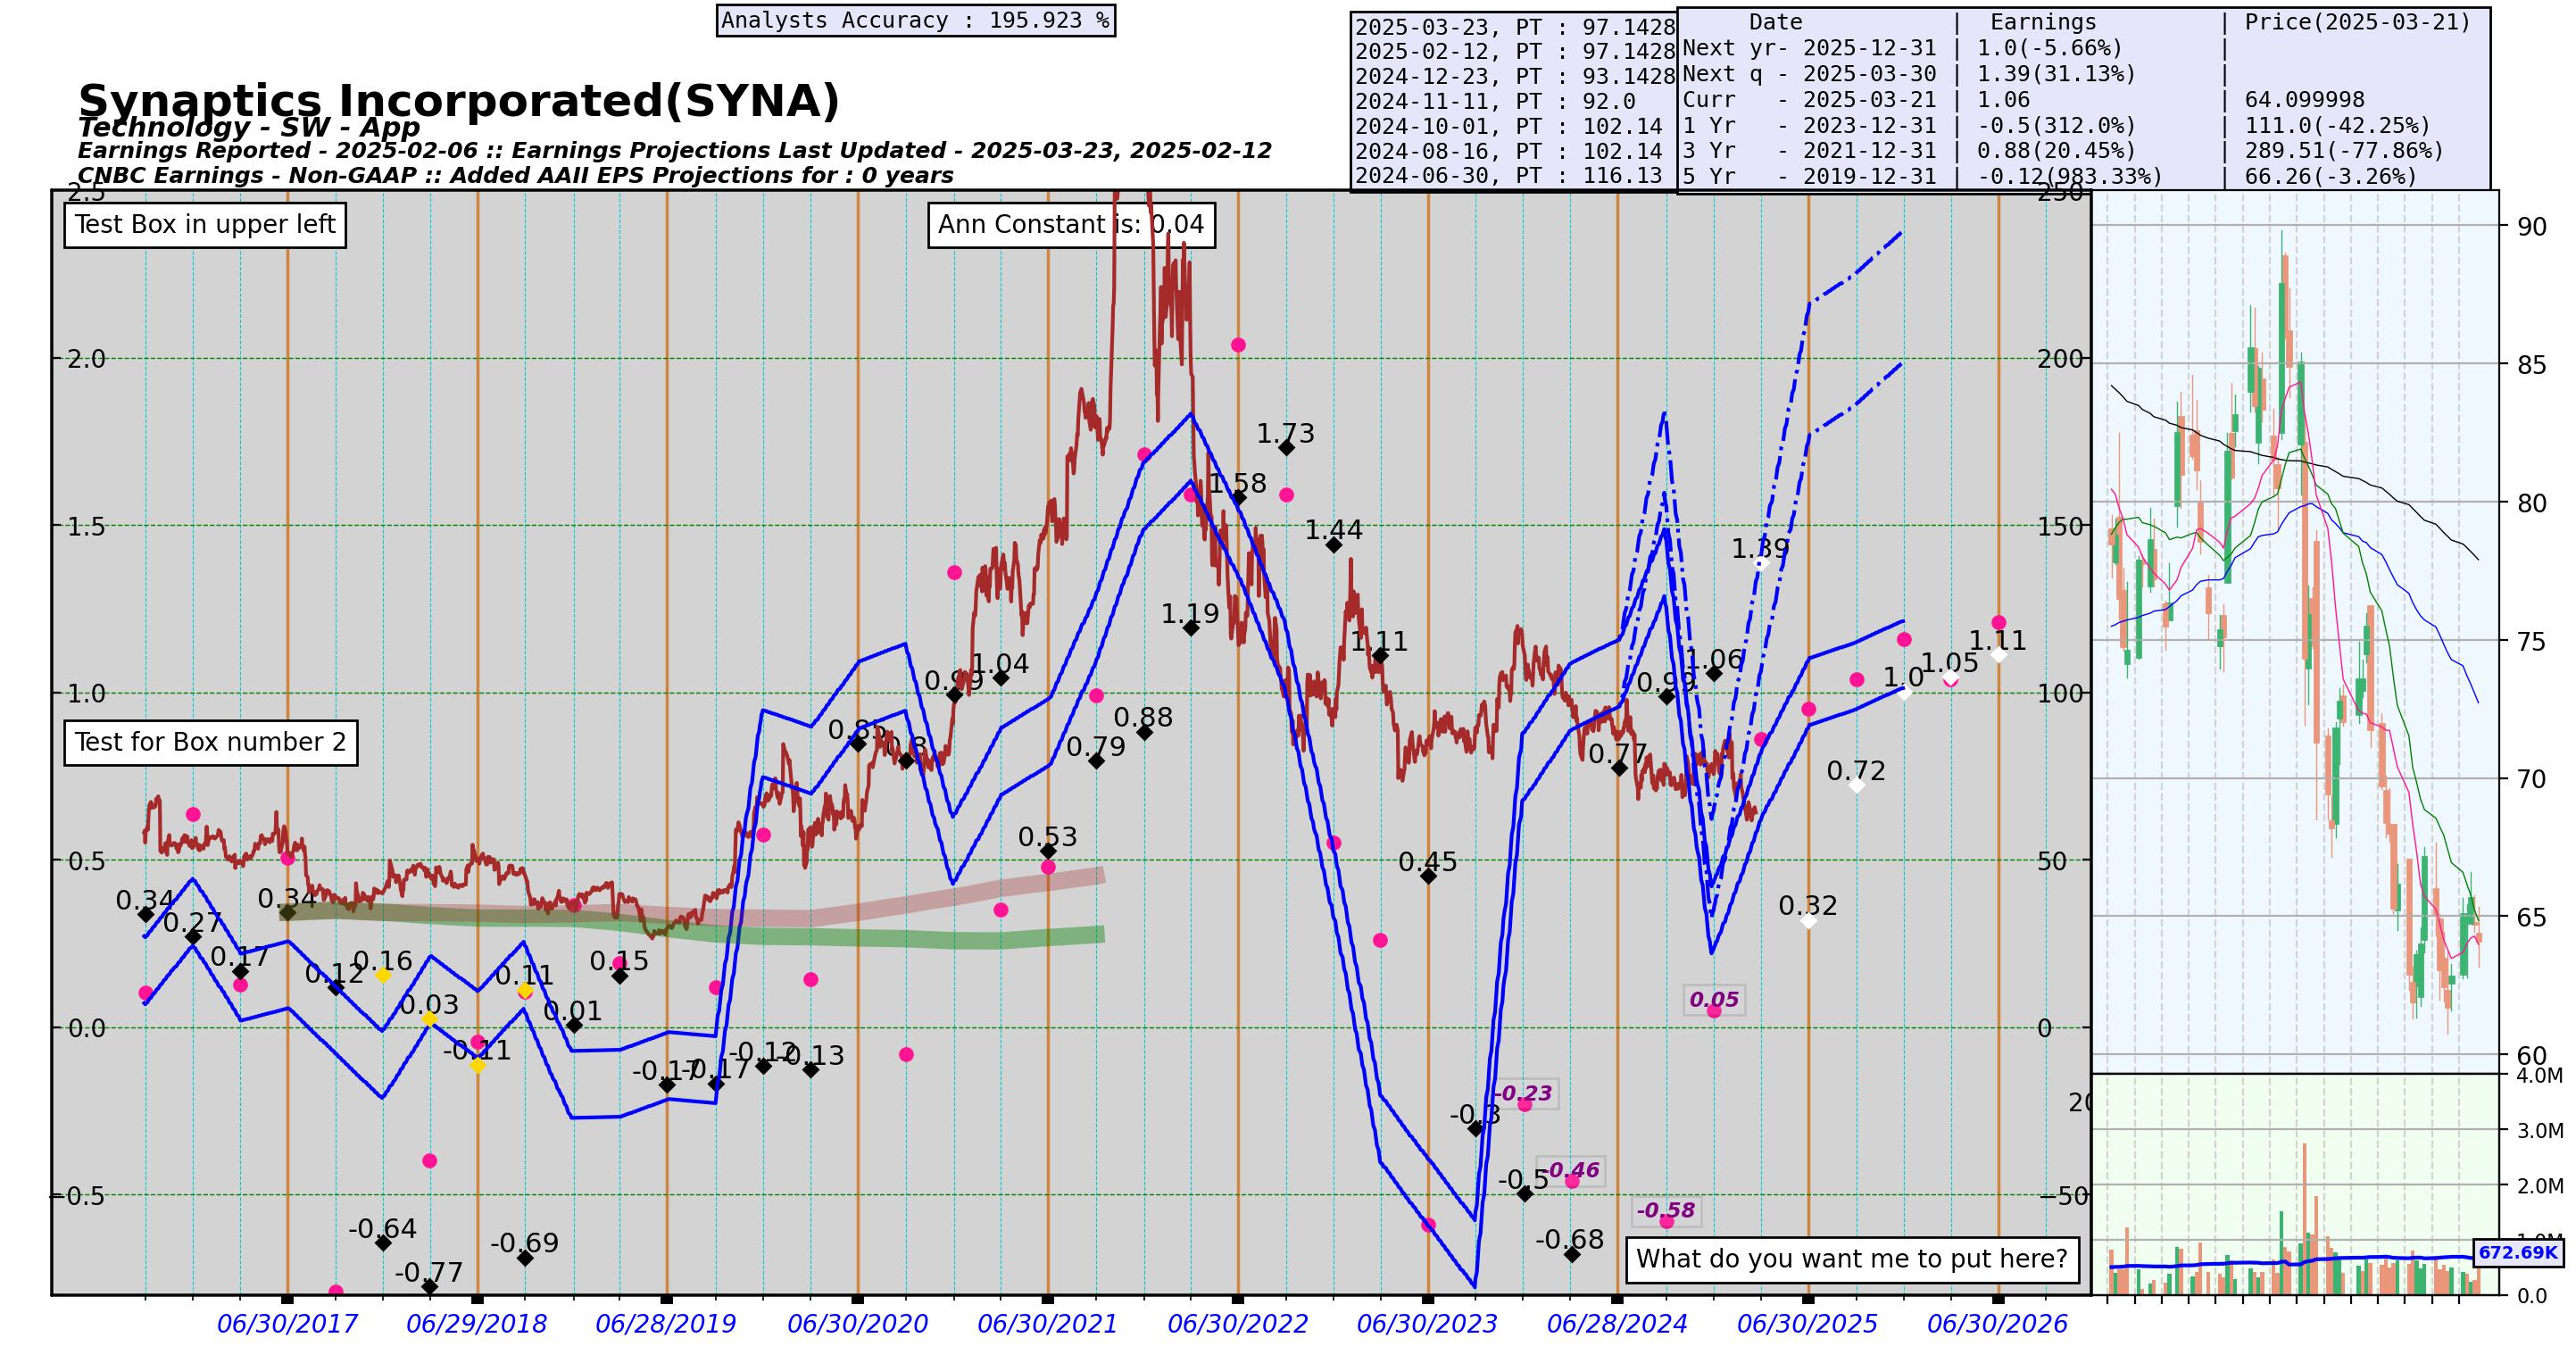 Analysts Accuracy : 195.923 %
Synaptics Incorporated(SYNA)
Technology - SW - App
Earnings Reported - 2025-02-06 :: Earnings Projections Last Updated - 2025-03-23, 2025-02-12
CNBC Earnings - Non-GAAP :: Added AAII EPS Projections for : 0 years
2025-03-23, PT : 97.1428
2025-02-12, PT : 97.1428
2024-12-23, PT : 93.1428
2024-11-11, PT : 92.0
2024-10-01, PT : 102.14
2024-08-16, PT : 102.14
2024-06-30, PT : 116.13
Date | Earnings | Price(2025-03-21)
Next yr- 2025-12-31 | 1.0(-5.66%) |
Next q - 2025-03-30 | 1.39(31.13%) |
Curr - 2025-03-21 | 1.06 | 64.099998
1 Yr - 2023-12-31 | -0.5(312.0%) | 111.0(-42.25%)
3 Yr - 2021-12-31 | 0.88(20.45%) | 289.51(-77.86%)
5 Yr - 2019-12-31 | -0.12(983.33%) | 66.26(-3.26%)
Test Box in upper left
Ann Constant is: 0.04
Test for Box number 2
What do you want me to put here?
2.5
2.0
1.5
1.0
0.5
0.0
−0.5
250
200
150
100
50
0
−50
20
0.34
0.27
0.17
0.34
0.12
0.16
-0.64
0.03
-0.77
-0.11
0.11
-0.69
0.01
0.15
-0.17
-0.17
-0.12
-0.13
0.85
0.8
0.99
1.04
0.53
0.79
0.88
1.19
1.58
1.73
1.44
1.11
0.45
-0.3
-0.23
-0.5
-0.46
-0.68
0.77
0.99
-0.58
1.06
0.05
1.39
0.32
0.72
1.0
1.05
1.11
90
85
80
75
70
65
60
4.0M
3.0M
2.0M
1.0M
672.69K
0.0
06/30/2017
06/29/2018
06/28/2019
06/30/2020
06/30/2021
06/30/2022
06/30/2023
06/28/2024
06/30/2025
06/30/2026